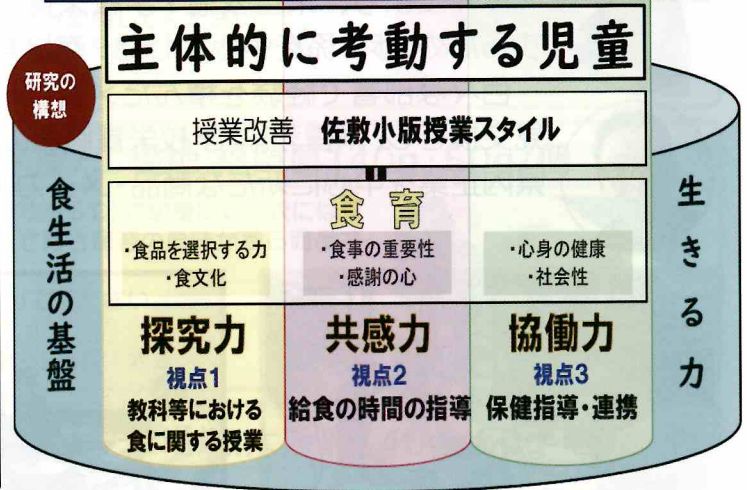 主体的に考動する児童
研究の
構想
授業改善 佐敷小版授業スタイル
食育
・食品を選択する力
・食文化
・食事の重要性
・感謝の心
・心身の健康
・社会性
食生活の基盤
生きる力
探究力
視点1
教科等における
食に関する授業
共感力
視点2
給食の時間の指導
協働力
視点3
保健指導・連携